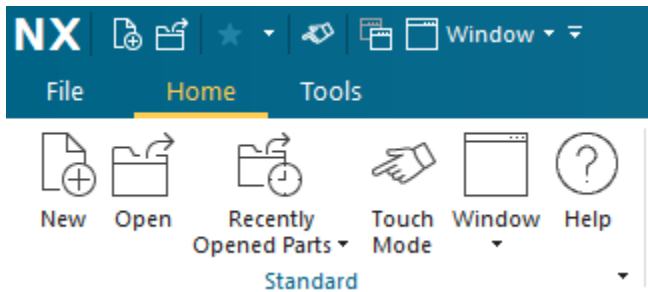 NX Window
File Home Tools
New Open Recently Opened Parts Touch Mode Window Help
Standard